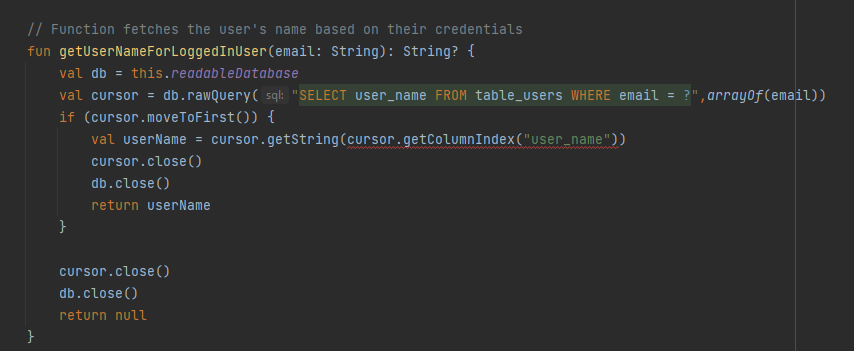 // Function fetches the user's name based on their credentials
fun getUserNameForLoggedInUser(email: String): String? {
    val db = this.readableDatabase
    val cursor = db.rawQuery( sql: "SELECT user_name FROM table_users WHERE email = ?",arrayOf(email))
    if (cursor.moveToFirst()) {
        val userName = cursor.getString(cursor.getColumnIndex("user_name"))
        cursor.close()
        db.close()
        return userName
    }

    cursor.close()
    db.close()
    return null
}